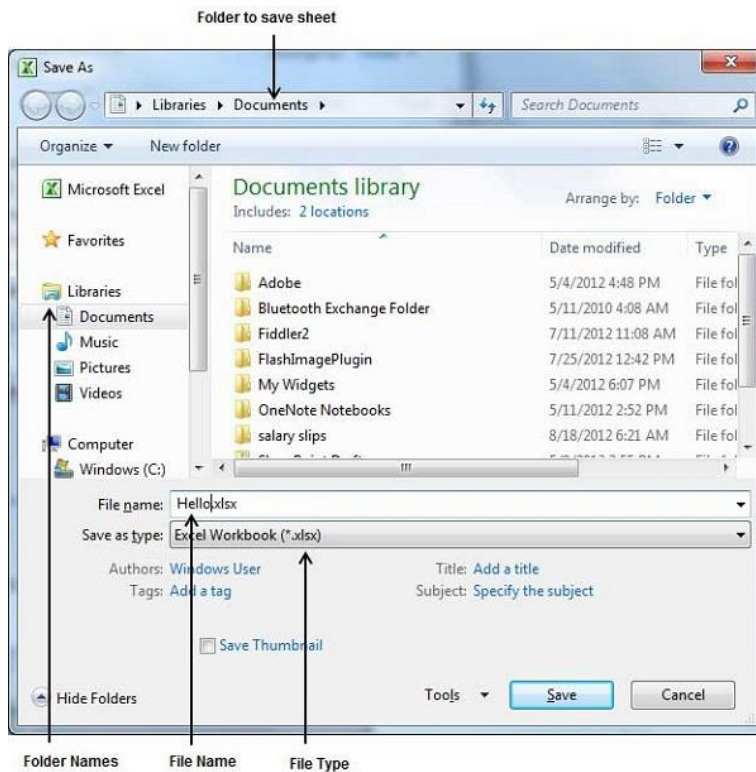 Folder to save sheet
Save As
Libraries Documents
Search Documents
Organize New folder
Microsoft Excel
Favorites
Libraries
Documents
Music
Pictures
Videos
Computer
Windows (C:)
Documents library
Includes: 2 locations
Arrange by: Folder
Name Date modified Type
Adobe 5/4/2012 4:48 PM File fol
Bluetooth Exchange Folder 5/11/2010 4:08 AM File fol
Fiddler2 7/11/2012 11:08 AM File fol
FlashImagePlugin 7/25/2012 12:42 PM File fol
My Widgets 5/4/2012 6:07 PM File fol
OneNote Notebooks 5/11/2012 2:52 PM File fol
salary slips 8/18/2012 6:21 AM File fol
File name: Hello.xlsx
Save as type: Excel Workbook (*.xlsx)
Authors: Windows User Title: Add a title
Tags: Add a tag Subject: Specify the subject
Save Thumbnail
Hide Folders Tools Save Cancel
Folder Names File Name File Type